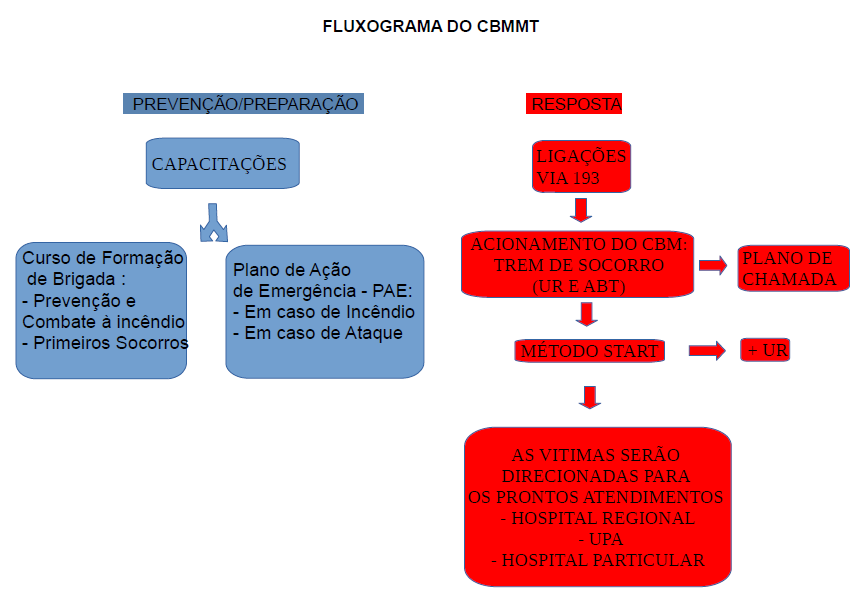 FLUXOGRAMA DO CBMMT
PREVENÇÃO/PREPARAÇÃO
CAPACITAÇÕES
Curso de Formação
de Brigada :
- Prevenção e
Combate à incêndio
- Primeiros Socorros
Plano de Ação
de Emergência - PAE:
- Em caso de Incêndio
- Em caso de Ataque
RESPOSTA
LIGAÇÕES
VIA 193
ACIONAMENTO DO CBM:
TREM DE SOCORRO
(UR E ABT)
PLANO DE
CHAMADA
MÉTODO START
+ UR
AS VITIMAS SERÃO
DIRECIONADAS PARA
OS PRONTOS ATENDIMENTOS
- HOSPITAL REGIONAL
- UPA
- HOSPITAL PARTICULAR